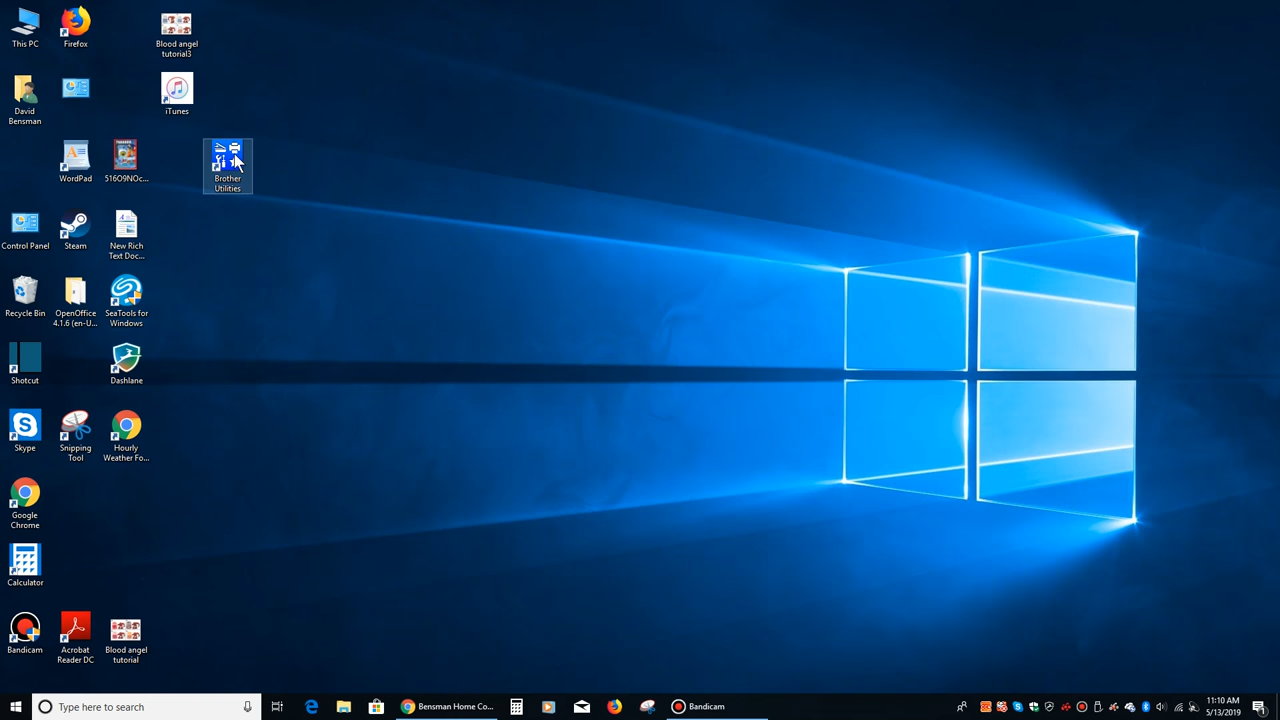 This PC
Firefox
Blood angel
tutorial3
David
Bensman
iTunes
WordPad
516O9NOc...
Brother
Utilities
Control Panel
Steam
New Rich
Text Doc...
Recycle Bin
OpenOffice
4.1.6 (en-U...
SeaTools for
Windows
Shotcut
Dashlane
Skype
Snipping
Tool
Hourly
Weather Fo...
Google
Chrome
Calculator
Bandicam
Acrobat
Reader DC
Blood angel
tutorial
Type here to search
Bensman Home Co...
Bandicam
11:10 AM
5/13/2019